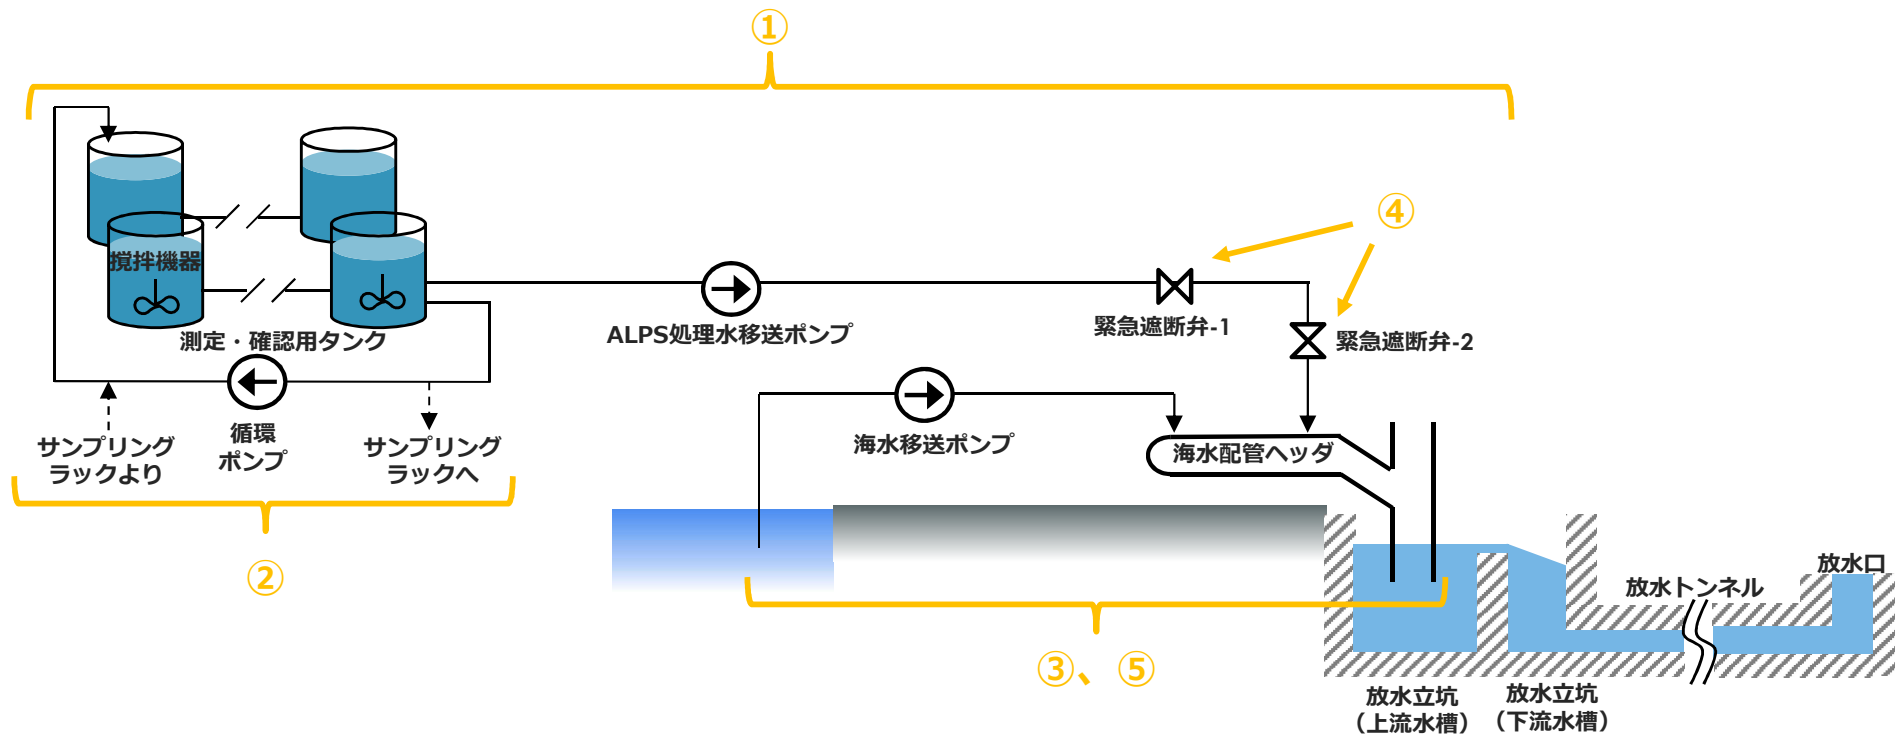 ①
④
撹拌機器
測定・確認用タンク
ALPS処理水移送ポンプ
緊急遮断弁-1
緊急遮断弁-2
循環
ポンプ
サンプリング
ラックより
サンプリング
ラックへ
海水移送ポンプ
海水配管ヘッダ
②
③、⑤
放水口
放水トンネル
放水立坑
（上流水槽）
放水立坑
（下流水槽）